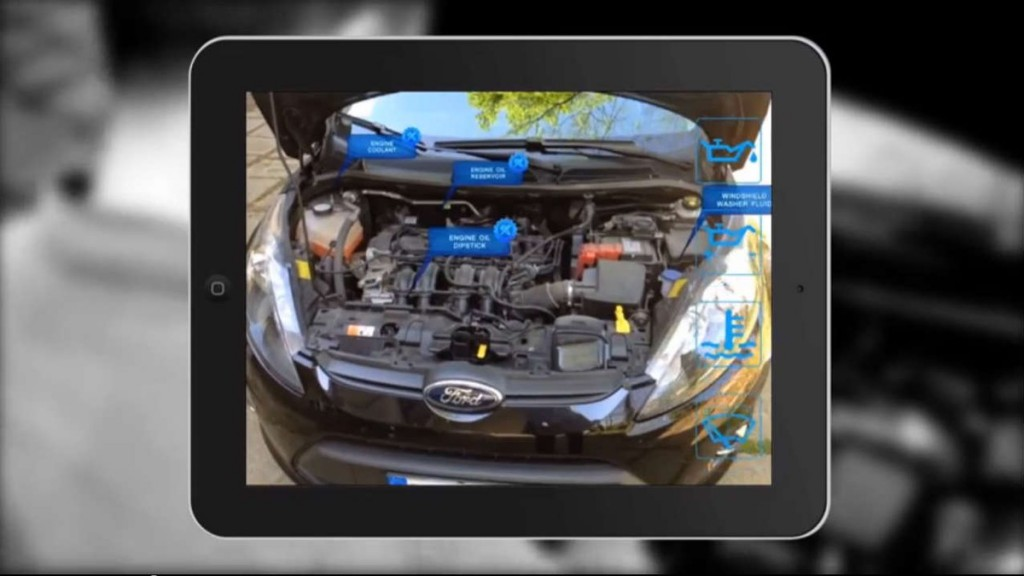 ENGINE
COOLANT
ENGINE OIL
RESERVOIR
WINDSHIELD
WASHER FLUID
ENGINE OIL
DIPSTICK
Ford